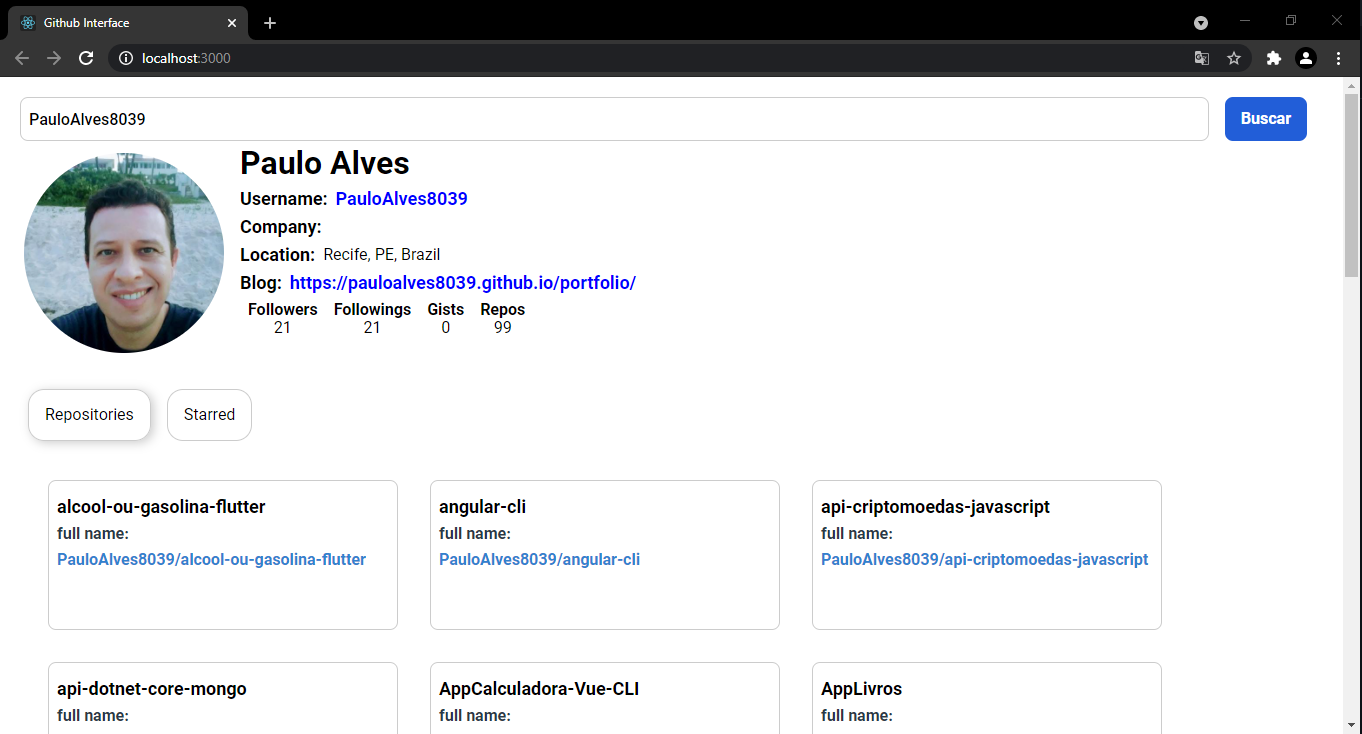 Github Interface
localhost:3000
PauloAlves8039
Buscar
Paulo Alves
Username: PauloAlves8039
Company:
Location: Recife, PE, Brazil
Blog: https://pauloalves8039.github.io/portfolio/
Followers Followings Gists Repos
21 21 0 99
Repositories Starred
alcool-ou-gasolina-flutter
full name:
PauloAlves8039/alcool-ou-gasolina-flutter
angular-cli
full name:
PauloAlves8039/angular-cli
api-criptomoedas-javascript
full name:
PauloAlves8039/api-criptomoedas-javascript
api-dotnet-core-mongo
full name:
AppCalculadora-Vue-CLI
full name:
AppLivros
full name: